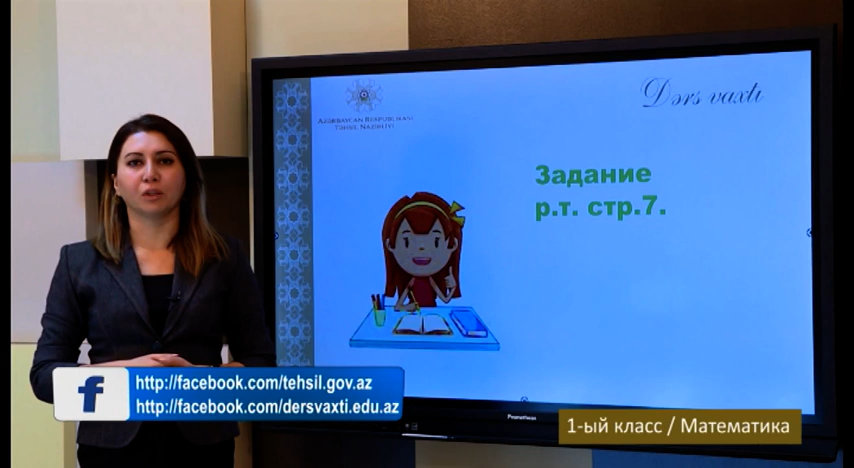 Dərs vaxtı
AZƏRBAYCAN RESPUBLİKASI
TƏHSİL NAZİRLİYİ
Задание
р.т. стр.7.
http://facebook.com/tehsil.gov.az
http://facebook.com/dersvaxti.edu.az
Promethean
1-ый класс / Математика